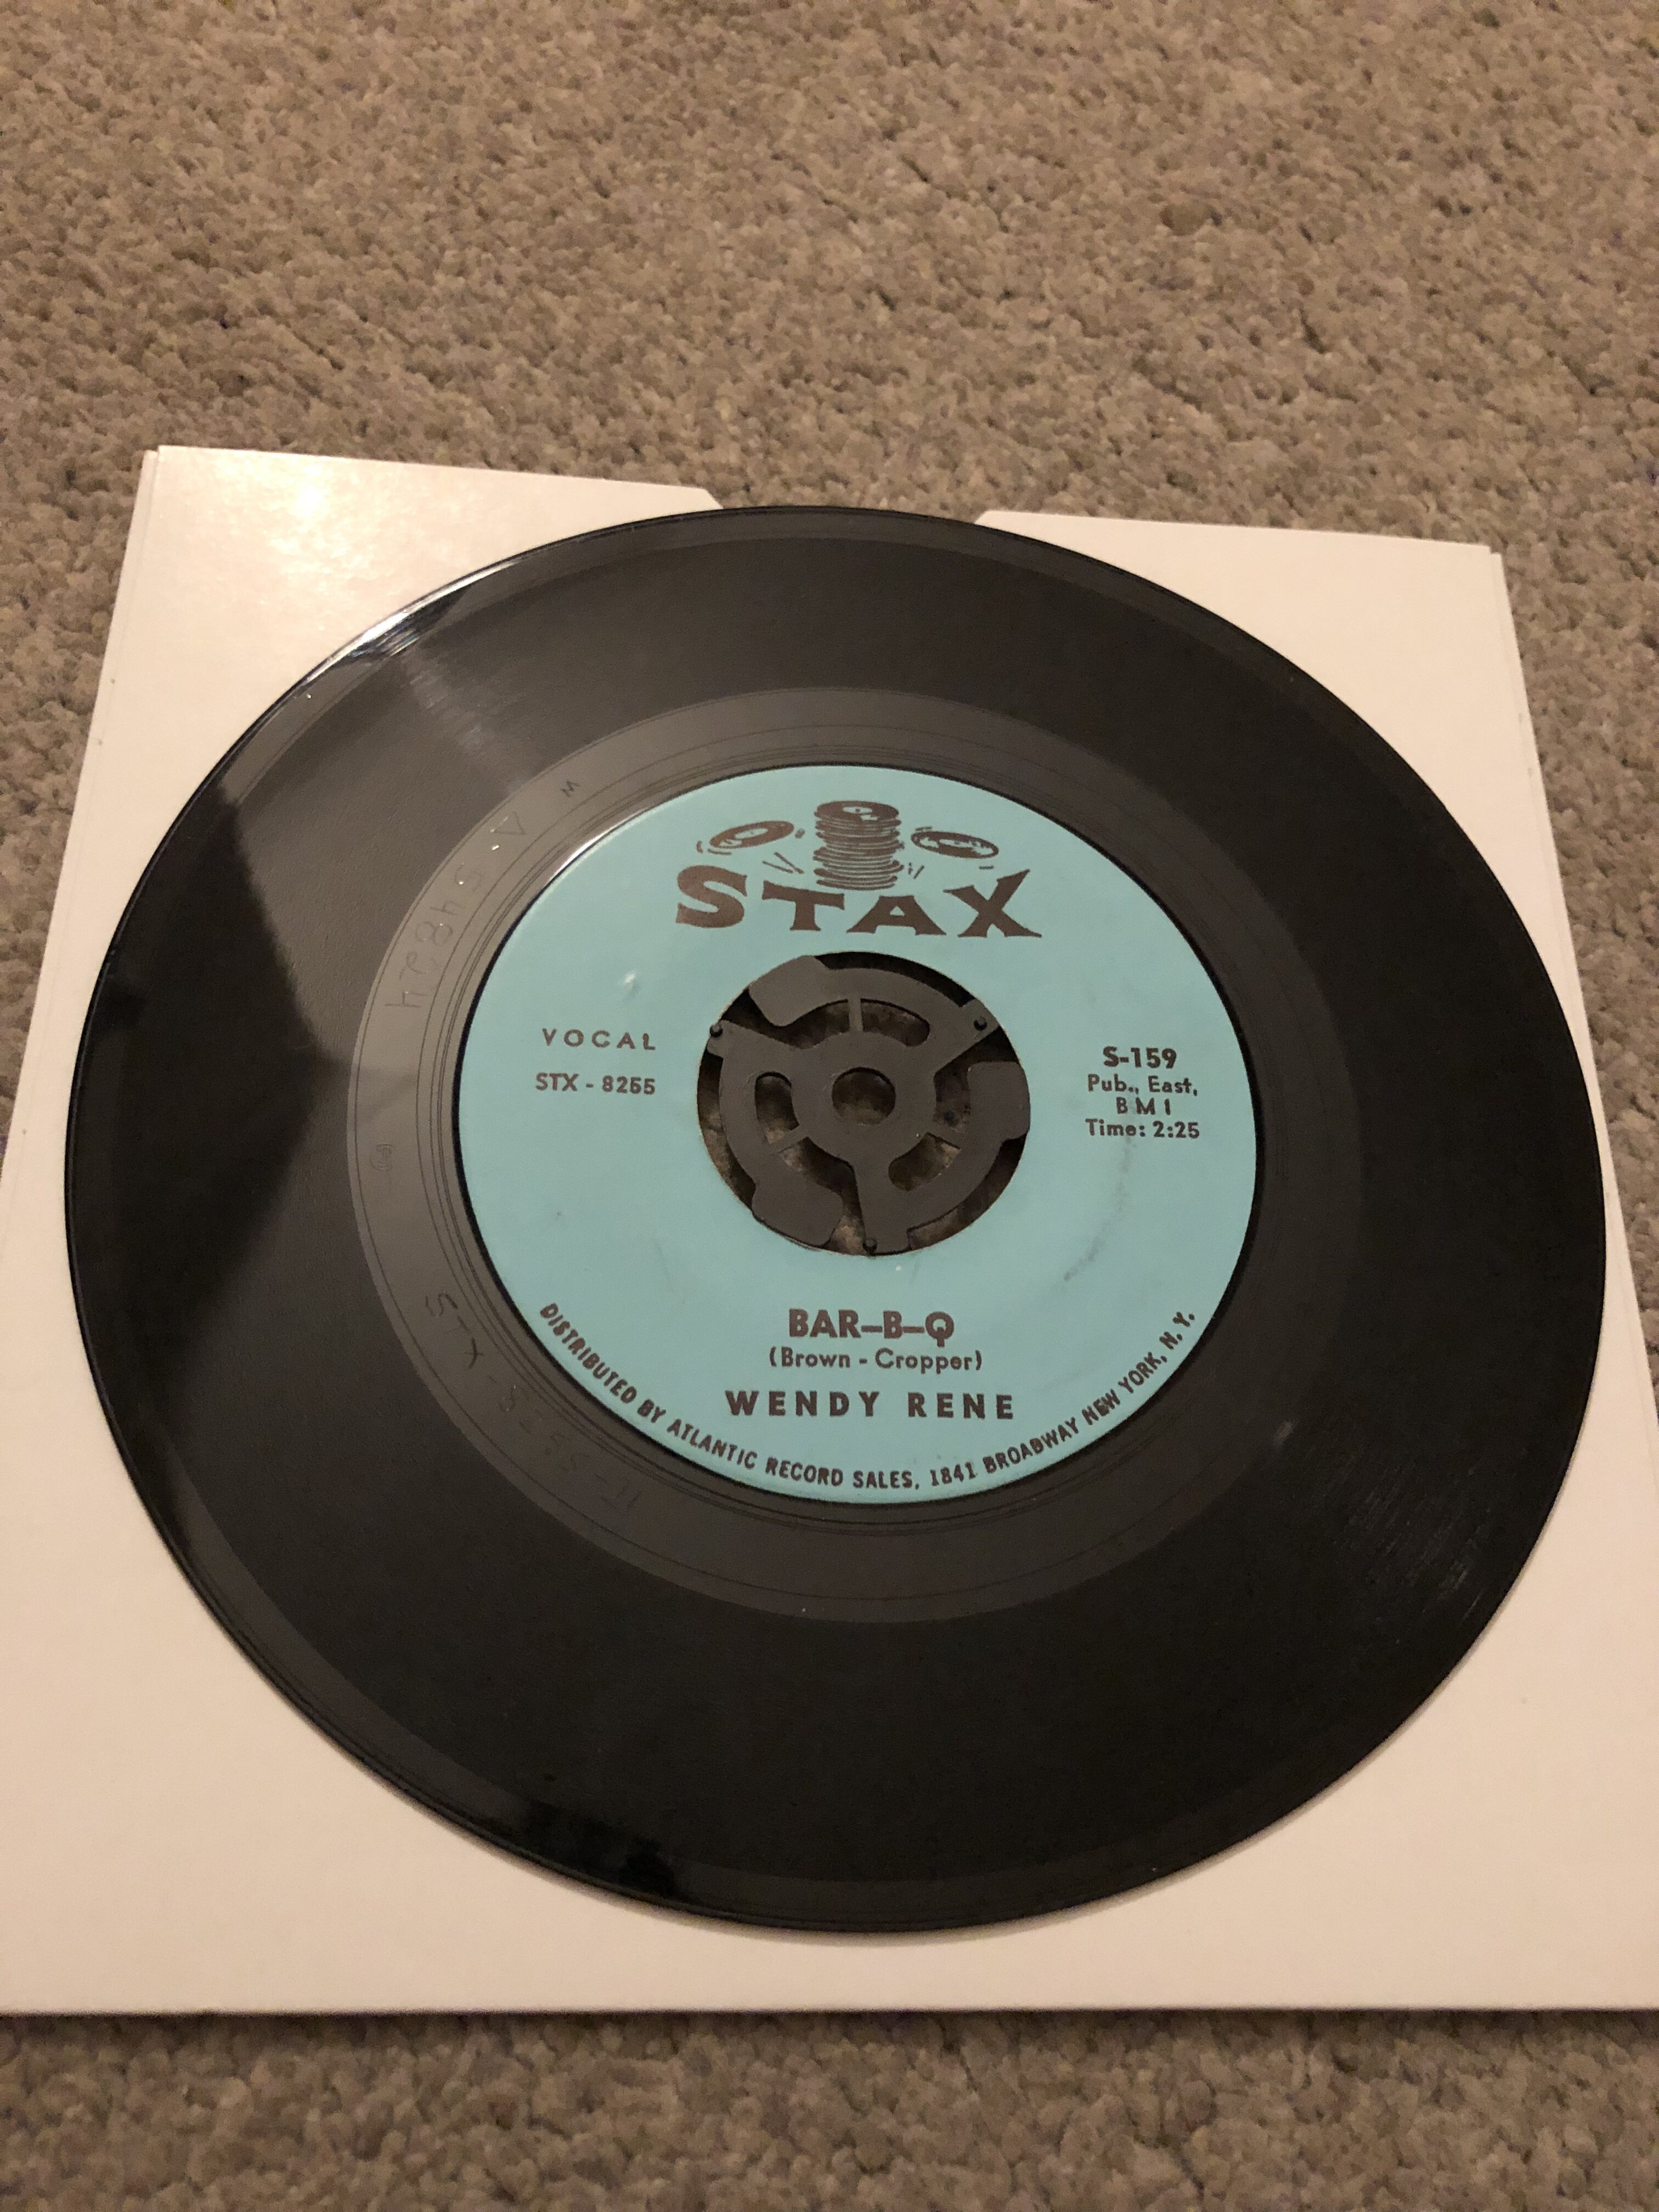 STAX
VOCAL
STX - 8255
S-159
Pub., East,
B M I
Time: 2:25
BAR–B–Q
(Brown - Cropper)
WENDY RENE
DISTRIBUTED BY ATLANTIC RECORD SALES, 1841 BROADWAY NEW YORK, N. Y.
A 54824
W